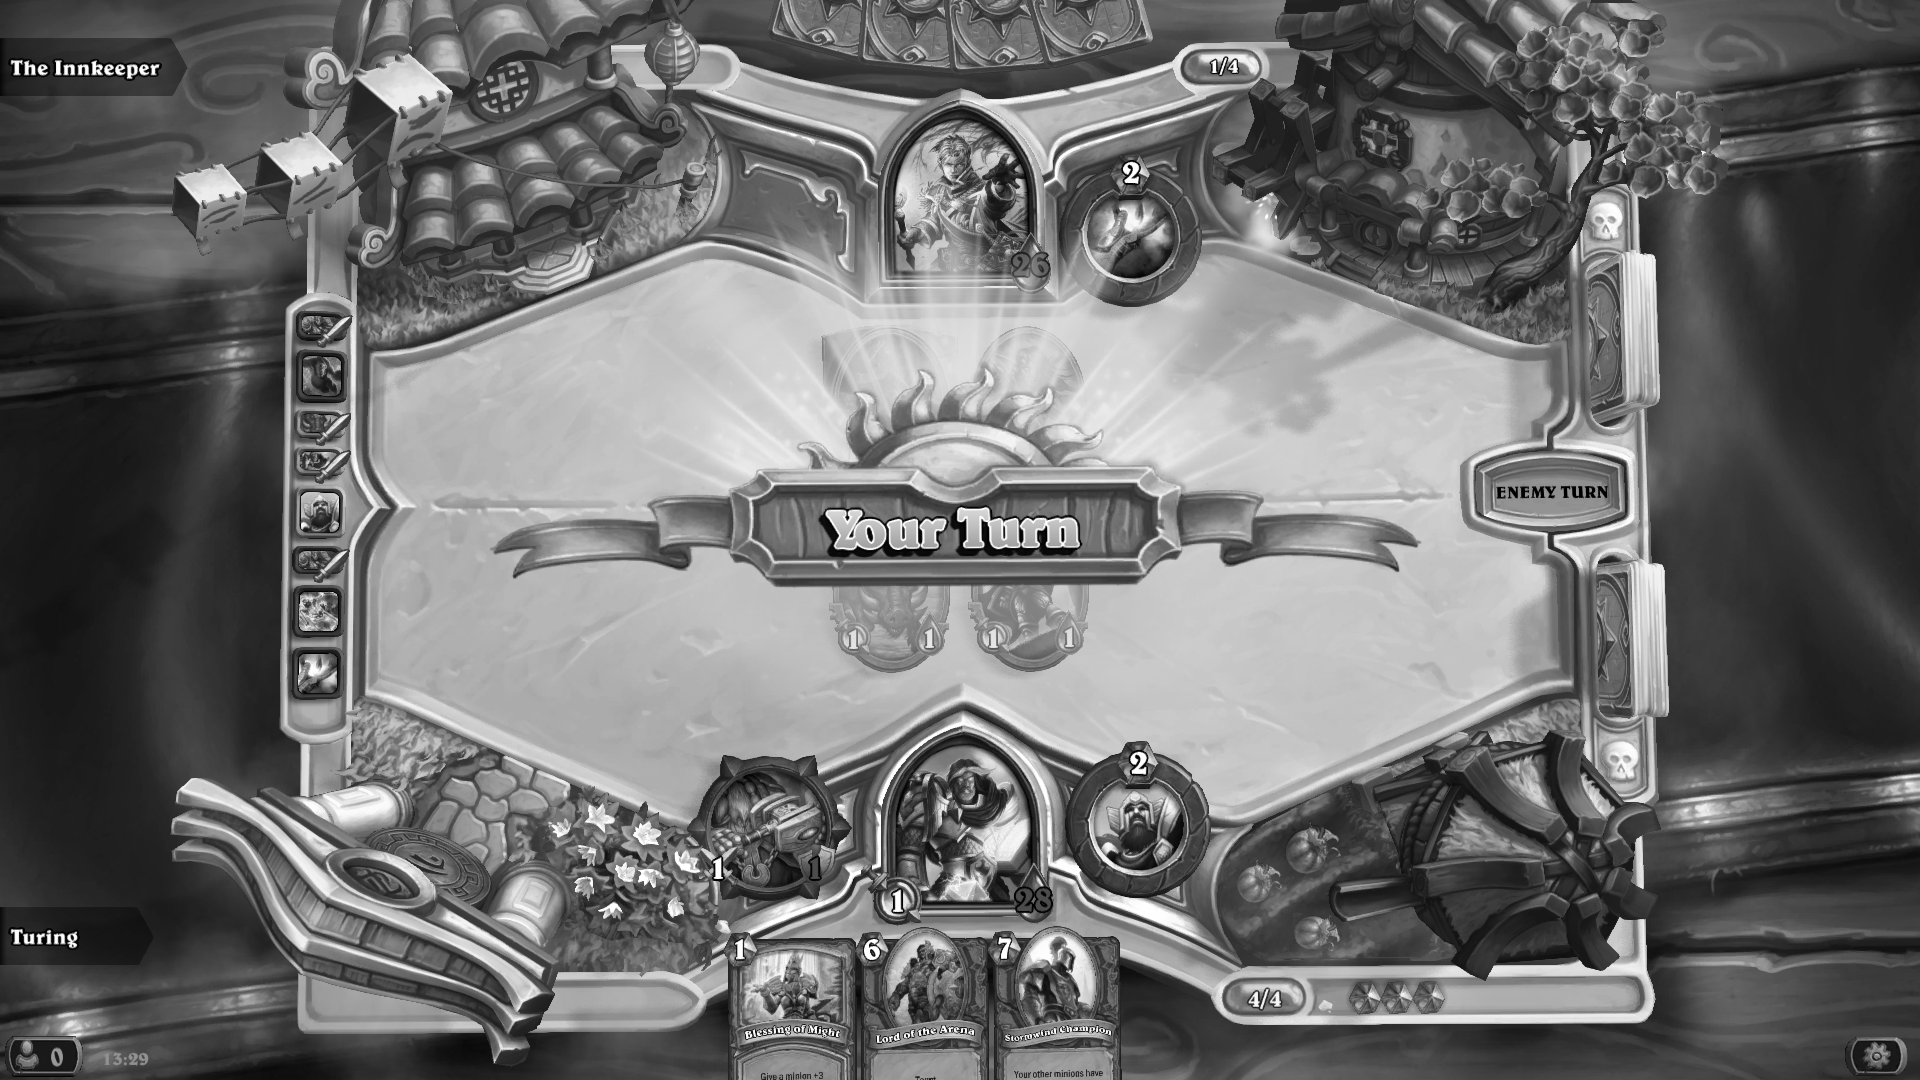 The Innkeeper
1/4
2
26
ENEMY TURN
Your Turn
1 1 1 1
2
1 1
1 28
Turing
1 6 7
Blessing of Might
Lord of the Arena
Stormwind Champion
Give a minion +3
Taunt
Your other minions have
4/4
0
13:29